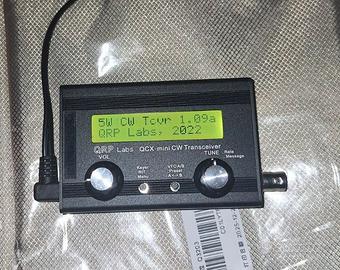 5W CW Tcvr 1.09a
QRP Labs, 2022
QRP Labs QCX-mini CW Transceiver
VOL
TUNE
Rate
Message
Keyer
RIT
Menu
VFO A/B
Preset
A<->B